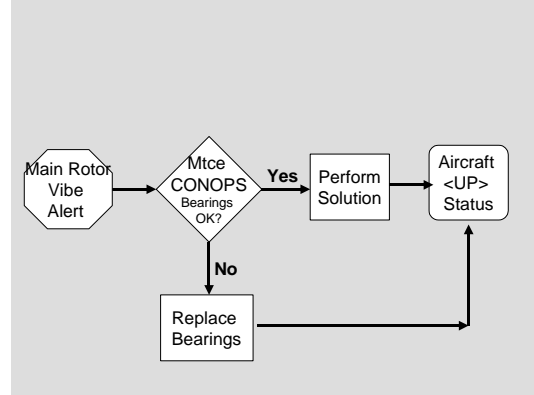 Main Rotor
Vibe
Alert
Mtce
CONOPS
Bearings
OK?
Yes
Perform
Solution
Aircraft
<UP>
Status
No
Replace
Bearings